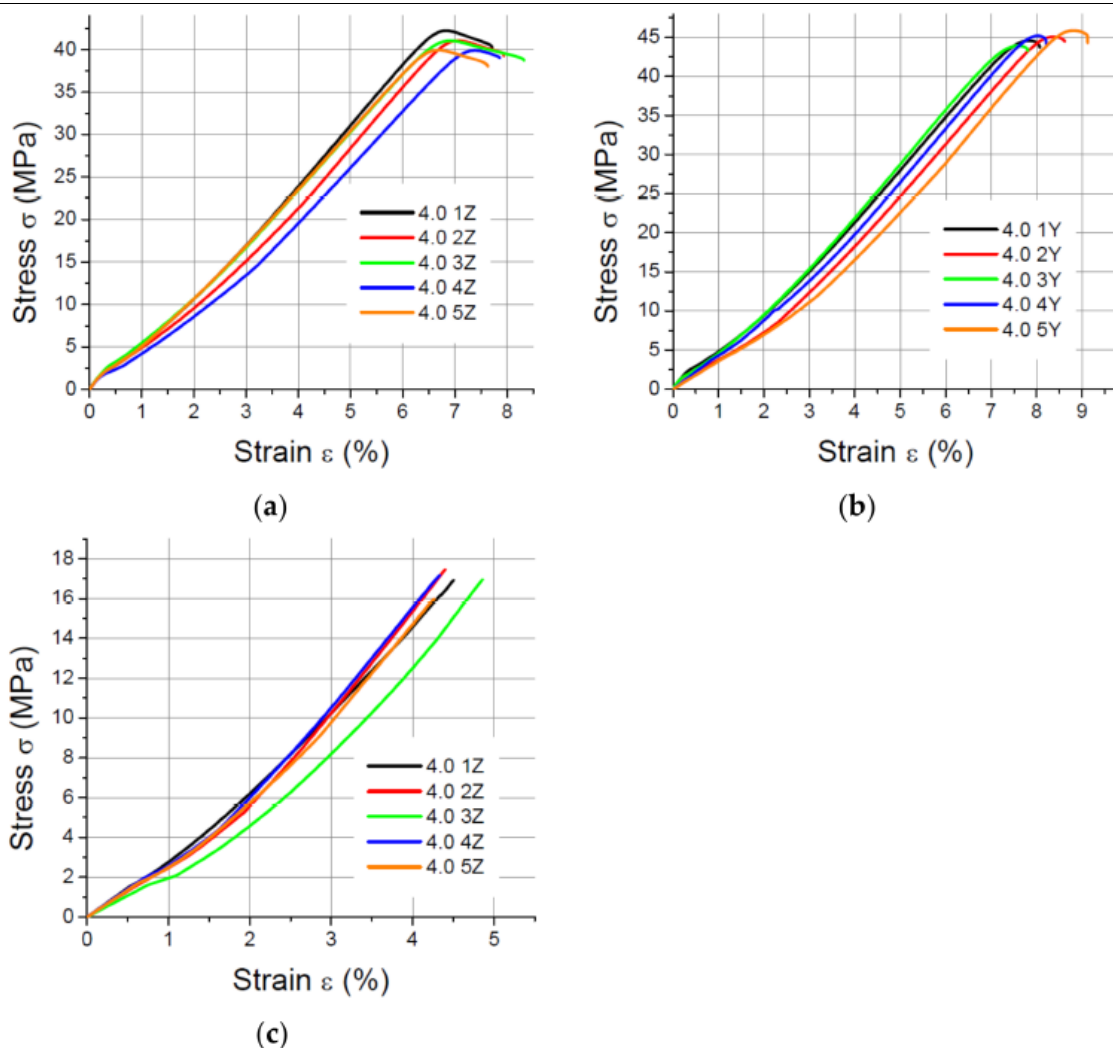 Stress σ (MPa)
40
35
30
25
20
15
10
5
0
0 1 2 3 4 5 6 7 8
Strain ε (%)
4.0 1Z
4.0 2Z
4.0 3Z
4.0 4Z
4.0 5Z
(a)
Stress σ (MPa)
45
40
35
30
25
20
15
10
5
0
0 1 2 3 4 5 6 7 8 9
Strain ε (%)
4.0 1Y
4.0 2Y
4.0 3Y
4.0 4Y
4.0 5Y
(b)
Stress σ (MPa)
18
16
14
12
10
8
6
4
2
0
0 1 2 3 4 5
Strain ε (%)
4.0 1Z
4.0 2Z
4.0 3Z
4.0 4Z
4.0 5Z
(c)